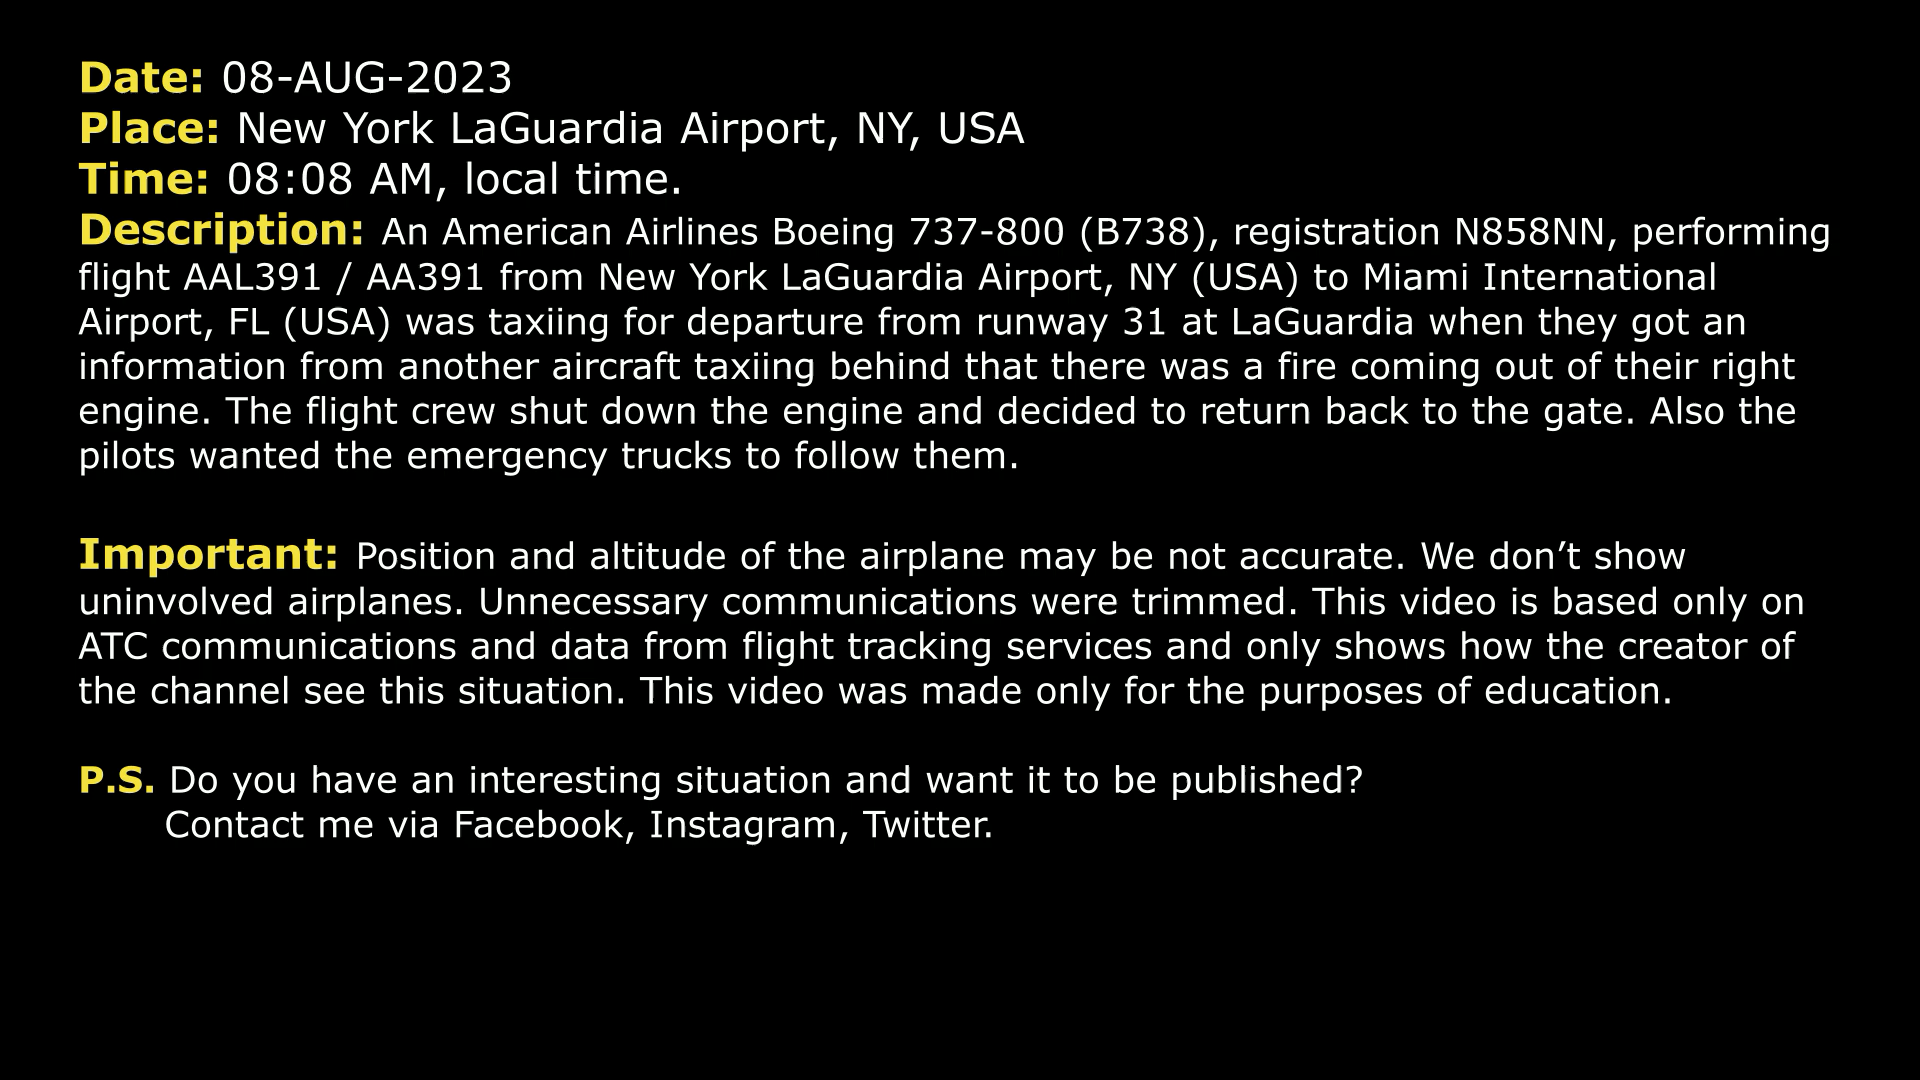 Date: 08-AUG-2023
Place: New York LaGuardia Airport, NY, USA
Time: 08:08 AM, local time.
Description: An American Airlines Boeing 737-800 (B738), registration N858NN, performing
flight AAL391 / AA391 from New York LaGuardia Airport, NY (USA) to Miami International
Airport, FL (USA) was taxiing for departure from runway 31 at LaGuardia when they got an
information from another aircraft taxiing behind that there was a fire coming out of their right
engine. The flight crew shut down the engine and decided to return back to the gate. Also the
pilots wanted the emergency trucks to follow them.
Important: Position and altitude of the airplane may be not accurate. We don’t show
uninvolved airplanes. Unnecessary communications were trimmed. This video is based only on
ATC communications and data from flight tracking services and only shows how the creator of
the channel see this situation. This video was made only for the purposes of education.
P.S. Do you have an interesting situation and want it to be published?
Contact me via Facebook, Instagram, Twitter.